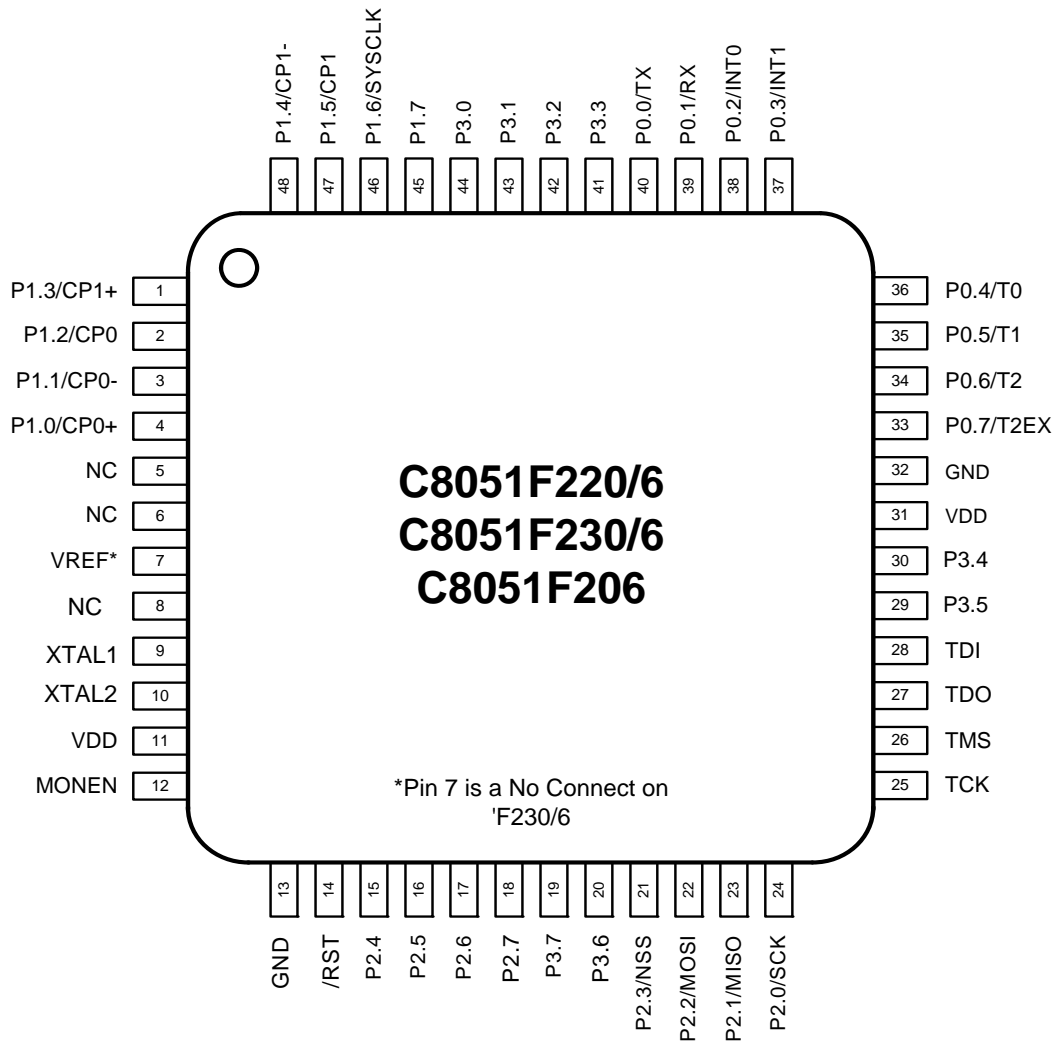 P1.4/CP1-
P1.5/CP1
P1.6/SYSCLK
P1.7
P3.0
P3.1
P3.2
P3.3
P0.0/TX
P0.1/RX
P0.2/INT0
P0.3/INT1
48
47
46
45
44
43
42
41
40
39
38
37
P1.3/CP1+ 1
P1.2/CP0 2
P1.1/CP0- 3
P1.0/CP0+ 4
NC 5
NC 6
VREF* 7
NC 8
XTAL1 9
XTAL2 10
VDD 11
MONEN 12
C8051F220/6
C8051F230/6
C8051F206
*Pin 7 is a No Connect on
'F230/6
36 P0.4/T0
35 P0.5/T1
34 P0.6/T2
33 P0.7/T2EX
32 GND
31 VDD
30 P3.4
29 P3.5
28 TDI
27 TDO
26 TMS
25 TCK
13
14
15
16
17
18
19
20
21
22
23
24
GND
/RST
P2.4
P2.5
P2.6
P2.7
P3.7
P3.6
P2.3/NSS
P2.2/MOSI
P2.1/MISO
P2.0/SCK